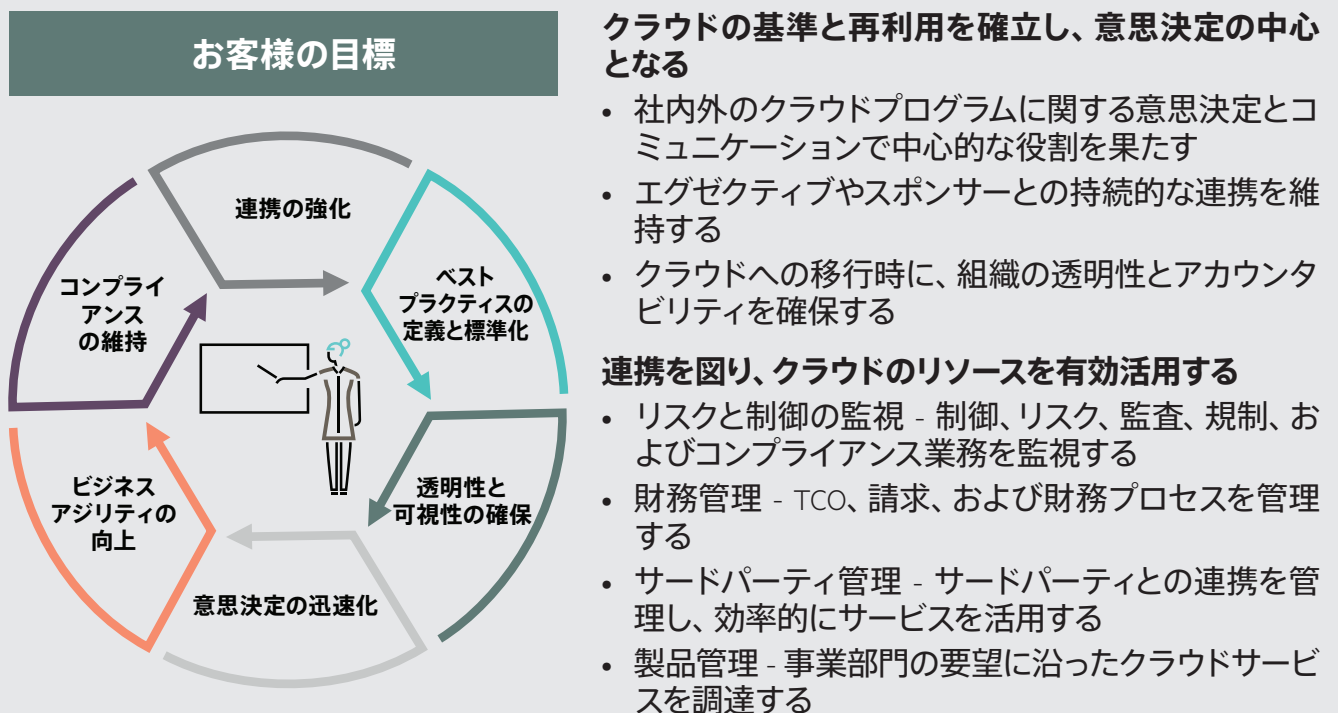 お客様の目標
連携の強化
ベスト
プラクティスの
定義と標準化
透明性と
可視性の確保
意思決定の迅速化
ビジネス
アジリティの
向上
コンプライ
アンス
の維持
クラウドの基準と再利用を確立し、意思決定の中心
となる
• 社内外のクラウドプログラムに関する意思決定とコ
ミュニケーションで中心的な役割を果たす
• エグゼクティブやスポンサーとの持続的な連携を維
持する
• クラウドへの移行時に、組織の透明性とアカウンタ
ビリティを確保する
連携を図り、クラウドのリソースを有効活用する
• リスクと制御の監視 - 制御、リスク、監査、規制、お
よびコンプライアンス業務を監視する
• 財務管理 - TCO、請求、および財務プロセスを管理
する
• サードパーティ管理 - サードパーティとの連携を管
理し、効率的にサービスを活用する
• 製品管理 - 事業部門の要望に沿ったクラウドサービ
スを調達する